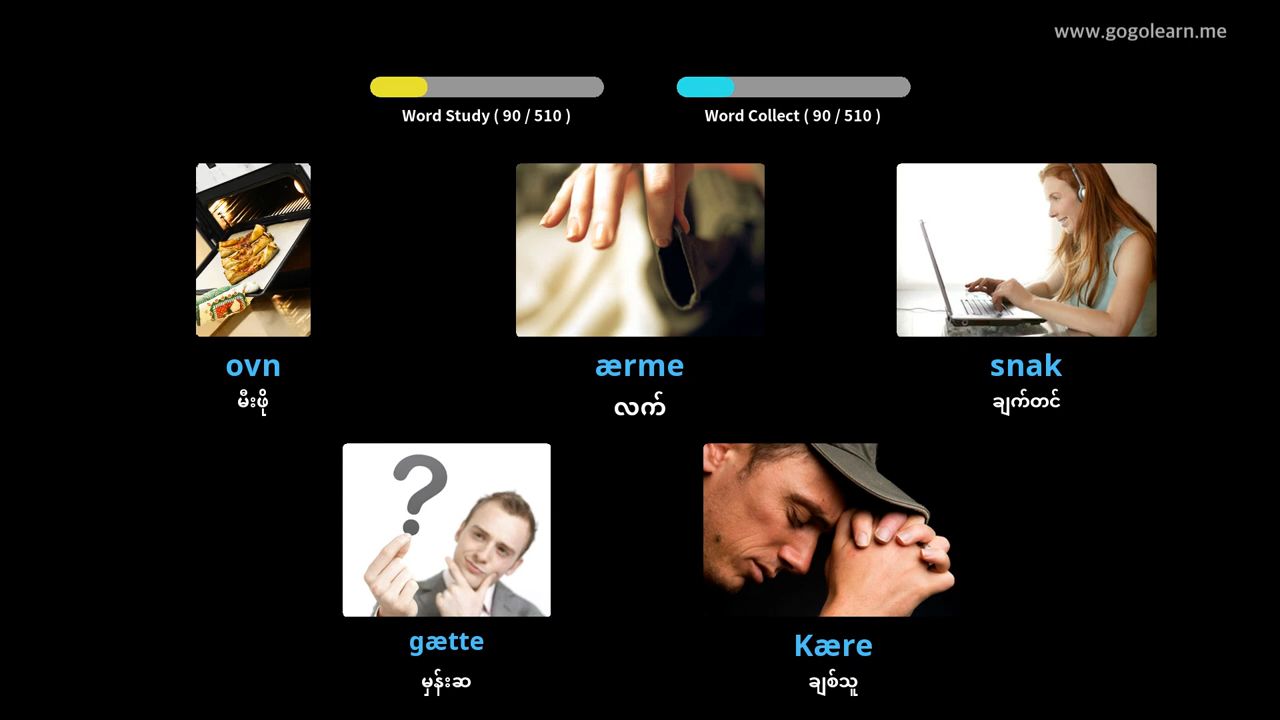 www.gogolearn.me
Word Study ( 90 / 510 )
Word Collect ( 90 / 510 )
ovn
မီးဖို
ærme
လက်
snak
ချက်တင်
gætte
မှန်းဆ
Kære
ချစ်သူ